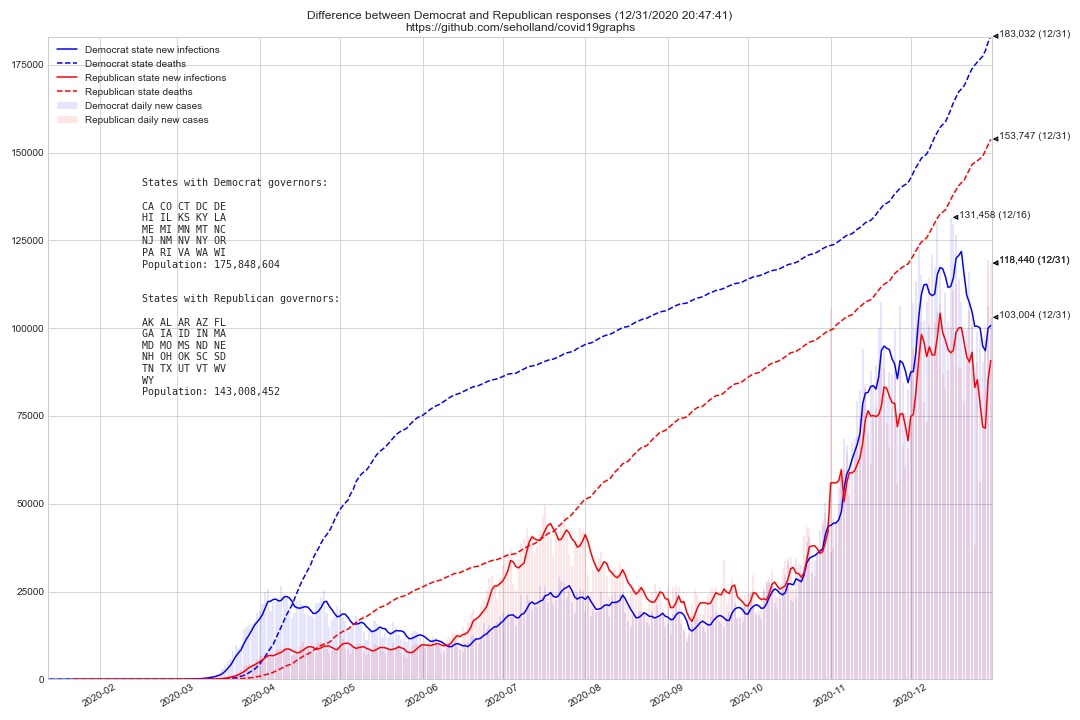 Difference between Democrat and Republican responses (12/31/2020 20:47:41)
https://github.com/seholland/covid19graphs
Democrat state new infections
Democrat state deaths
Republican state new infections
Republican state deaths
Democrat daily new cases
Republican daily new cases
States with Democrat governors:
CA CO CT DC DE
HI IL KS KY LA
ME MI MN MT NC
NJ NM NV NY OR
PA RI VA WA WI
Population: 175,848,604
States with Republican governors:
AK AL AR AZ FL
GA IA ID IN MA
MD MO MS ND NE
NH OH OK SC SD
TN TX UT VT WV
WY
Population: 143,008,452
183,032 (12/31)
153,747 (12/31)
131,458 (12/16)
118,440 (12/31)
103,004 (12/31)
175000
150000
125000
100000
75000
50000
25000
0
2020-02
2020-03
2020-04
2020-05
2020-06
2020-07
2020-08
2020-09
2020-10
2020-11
2020-12